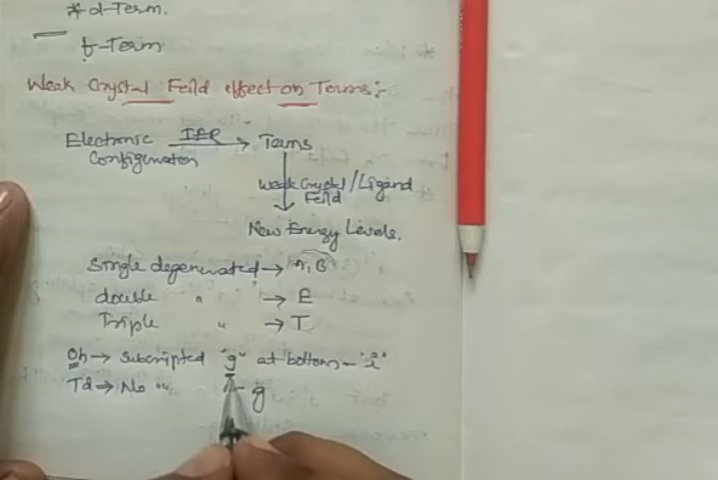 * d-Term.
f-Term
Weak Crystal Feild effect on Terms:-
Electronic Configuration IER → Terms
Weak Crystal/Ligand Feild
New Energy Levels.
Single degenerated → A, B
double " → E
Triple " → T
Oh → Subscripted "g" at bottom - "i"
Td → No " g